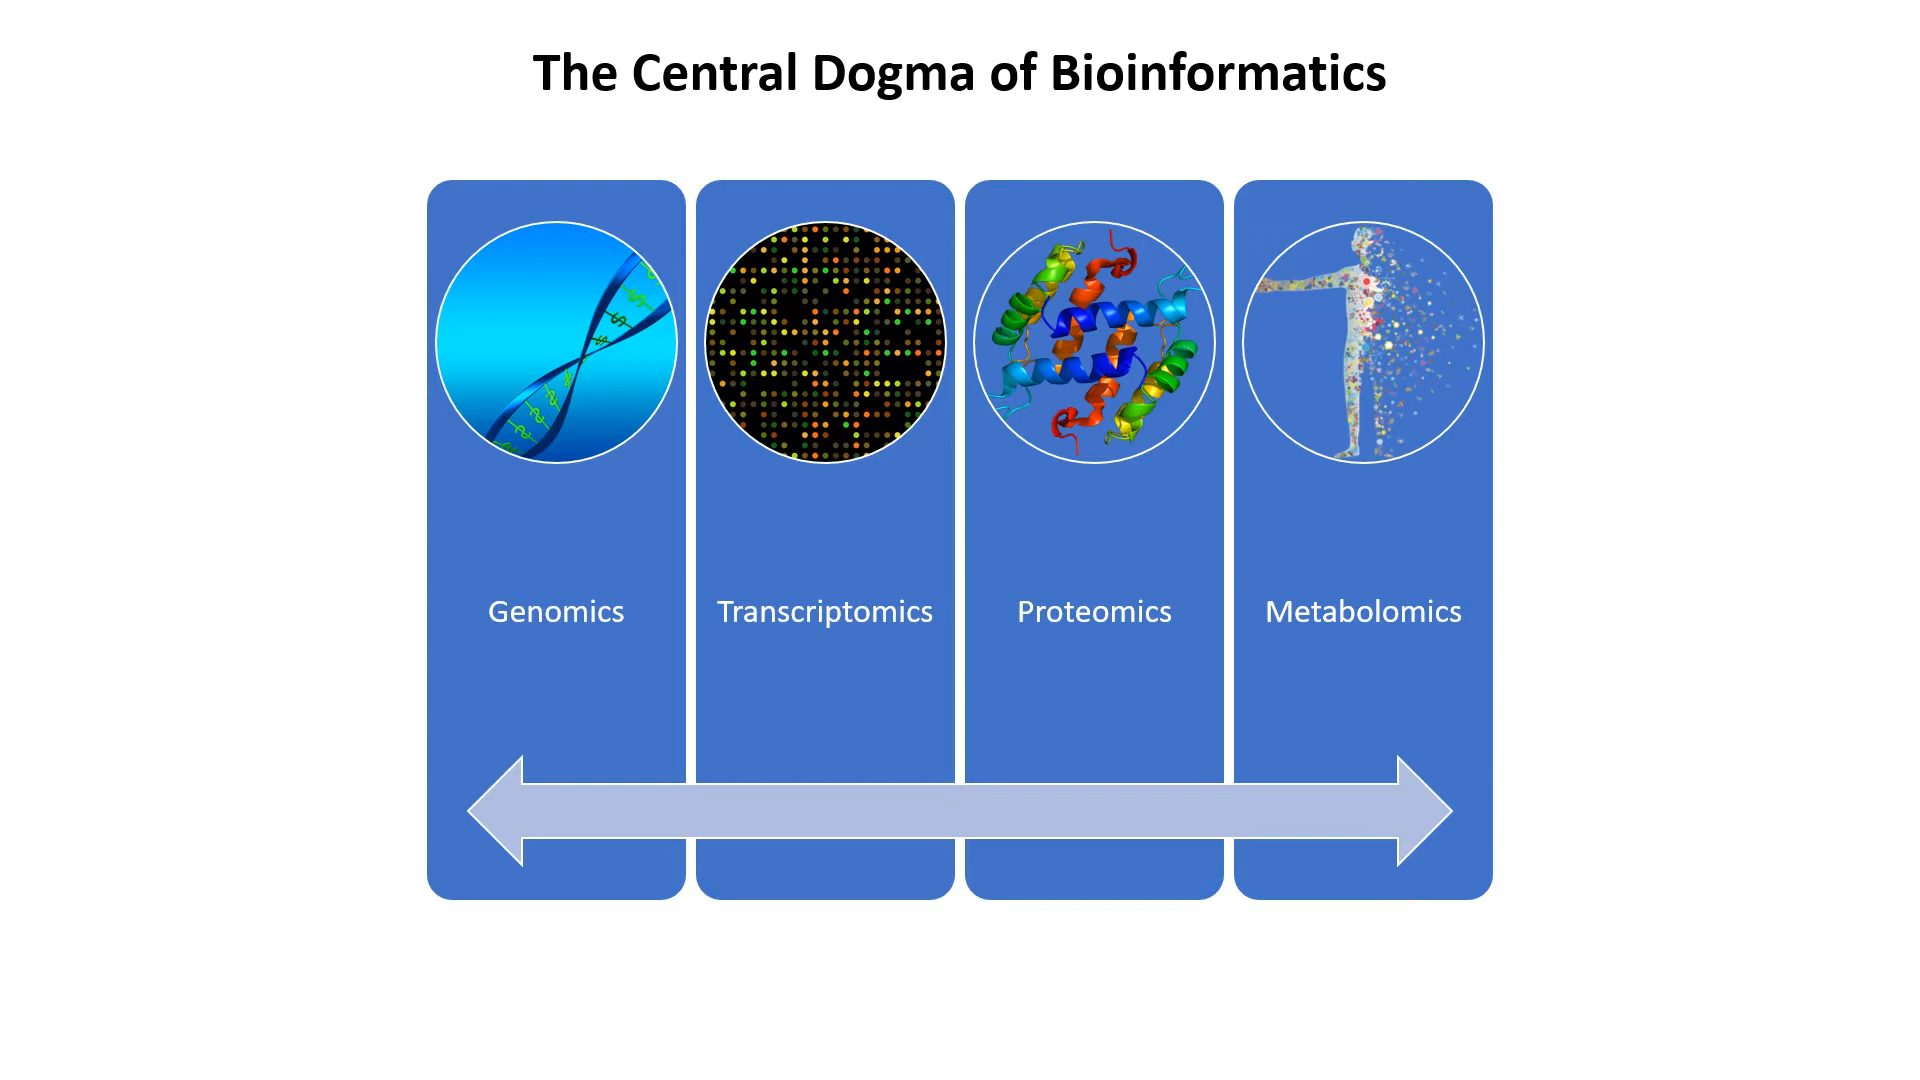 The Central Dogma of Bioinformatics
Genomics
Transcriptomics
Proteomics
Metabolomics